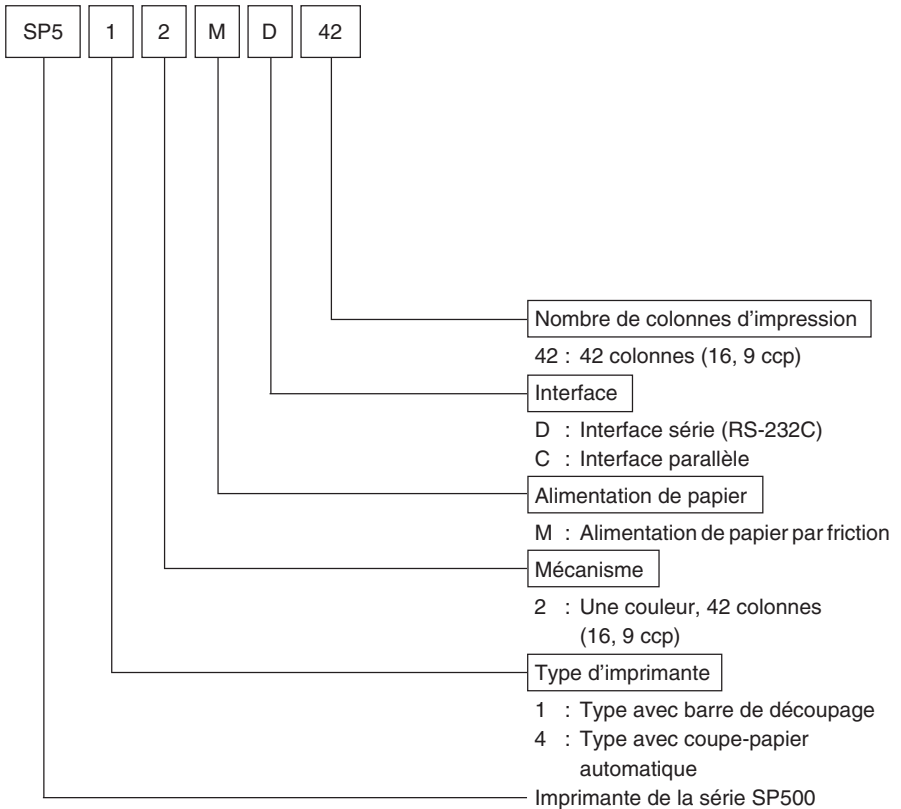 SP5 1 2 M D 42
Nombre de colonnes d’impression
42 : 42 colonnes (16, 9 ccp)
Interface
D : Interface série (RS-232C)
C : Interface parallèle
Alimentation de papier
M : Alimentation de papier par friction
Mécanisme
2 : Une couleur, 42 colonnes
(16, 9 ccp)
Type d’imprimante
1 : Type avec barre de découpage
4 : Type avec coupe-papier
automatique
Imprimante de la série SP500